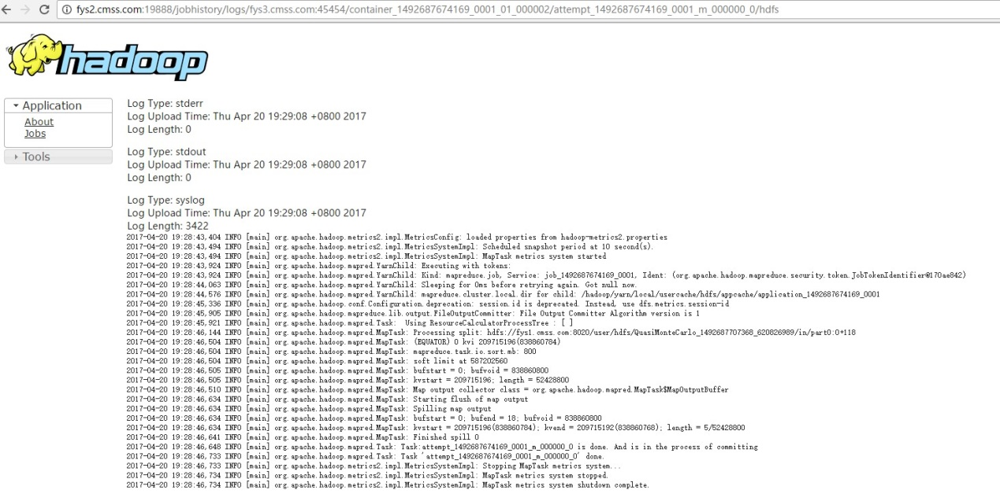 fys2.cmss.com:19888/jobhistory/logs/fys3.cmss.com:45454/container_1492687674169_0001_01_000002/attempt_1492687674169_0001_m_000000_0/hdfs
hadoop
Application
About
Jobs
Tools
Log Type: stderr
Log Upload Time: Thu Apr 20 19:29:08 +0800 2017
Log Length: 0
Log Type: stdout
Log Upload Time: Thu Apr 20 19:29:08 +0800 2017
Log Length: 0
Log Type: syslog
Log Upload Time: Thu Apr 20 19:29:08 +0800 2017
Log Length: 3422
2017-04-20 19:28:43,404 INFO [main] org.apache.hadoop.metrics2.impl.MetricsConfig: loaded properties from hadoop-metrics2.properties
2017-04-20 19:28:43,494 INFO [main] org.apache.hadoop.metrics2.impl.MetricsSystemImpl: Scheduled snapshot period at 10 second(s).
2017-04-20 19:28:43,494 INFO [main] org.apache.hadoop.metrics2.impl.MetricsSystemImpl: MapTask metrics system started
2017-04-20 19:28:43,924 INFO [main] org.apache.hadoop.mapred.YarnChild: Executing with tokens:
2017-04-20 19:28:43,924 INFO [main] org.apache.hadoop.mapred.YarnChild: Kind: mapreduce.job, Service: job_1492687674169_0001, Ident: (org.apache.hadoop.mapreduce.security.token.JobTokenIdentifier@170ae842)
2017-04-20 19:28:44,063 INFO [main] org.apache.hadoop.mapred.YarnChild: Sleeping for 0ms before retrying again. Got null now.
2017-04-20 19:28:44,576 INFO [main] org.apache.hadoop.mapred.YarnChild: mapreduce.cluster.local.dir for child: /hadoop/yarn/local/usercache/hdfs/appcache/application_1492687674169_0001
2017-04-20 19:28:45,336 INFO [main] org.apache.hadoop.conf.Configuration.deprecation: session.id is deprecated. Instead, use dfs.metrics.session-id
2017-04-20 19:28:45,905 INFO [main] org.apache.hadoop.mapreduce.lib.output.FileOutputCommitter: File Output Committer Algorithm version is 1
2017-04-20 19:28:45,921 INFO [main] org.apache.hadoop.mapred.Task:  Using ResourceCalculatorProcessTree : [ ]
2017-04-20 19:28:46,144 INFO [main] org.apache.hadoop.mapred.MapTask: Processing split: hdfs://fys1.cmss.com:8020/user/hdfs/QuasiMonteCarlo_1492687707368_620826989/in/part0:0+118
2017-04-20 19:28:46,504 INFO [main] org.apache.hadoop.mapred.MapTask: (EQUATOR) 0 kvi 209715196(838860784)
2017-04-20 19:28:46,504 INFO [main] org.apache.hadoop.mapred.MapTask: mapreduce.task.io.sort.mb: 800
2017-04-20 19:28:46,504 INFO [main] org.apache.hadoop.mapred.MapTask: soft limit at 587202560
2017-04-20 19:28:46,505 INFO [main] org.apache.hadoop.mapred.MapTask: bufstart = 0; bufvoid = 838860800
2017-04-20 19:28:46,505 INFO [main] org.apache.hadoop.mapred.MapTask: kvstart = 209715196; length = 52428800
2017-04-20 19:28:46,510 INFO [main] org.apache.hadoop.mapred.MapTask: Map output collector class = org.apache.hadoop.mapred.MapTask$MapOutputBuffer
2017-04-20 19:28:46,634 INFO [main] org.apache.hadoop.mapred.MapTask: Starting flush of map output
2017-04-20 19:28:46,634 INFO [main] org.apache.hadoop.mapred.MapTask: Spilling map output
2017-04-20 19:28:46,634 INFO [main] org.apache.hadoop.mapred.MapTask: bufstart = 0; bufend = 18; bufvoid = 838860800
2017-04-20 19:28:46,634 INFO [main] org.apache.hadoop.mapred.MapTask: kvstart = 209715196(838860784); kvend = 209715192(838860768); length = 5/52428800
2017-04-20 19:28:46,641 INFO [main] org.apache.hadoop.mapred.MapTask: Finished spill 0
2017-04-20 19:28:46,648 INFO [main] org.apache.hadoop.mapred.Task: Task:attempt_1492687674169_0001_m_000000_0 is done. And is in the process of committing
2017-04-20 19:28:46,733 INFO [main] org.apache.hadoop.mapred.Task: Task 'attempt_1492687674169_0001_m_000000_0' done.
2017-04-20 19:28:46,733 INFO [main] org.apache.hadoop.metrics2.impl.MetricsSystemImpl: Stopping MapTask metrics system...
2017-04-20 19:28:46,734 INFO [main] org.apache.hadoop.metrics2.impl.MetricsSystemImpl: MapTask metrics system stopped.
2017-04-20 19:28:46,734 INFO [main] org.apache.hadoop.metrics2.impl.MetricsSystemImpl: MapTask metrics system shutdown complete.